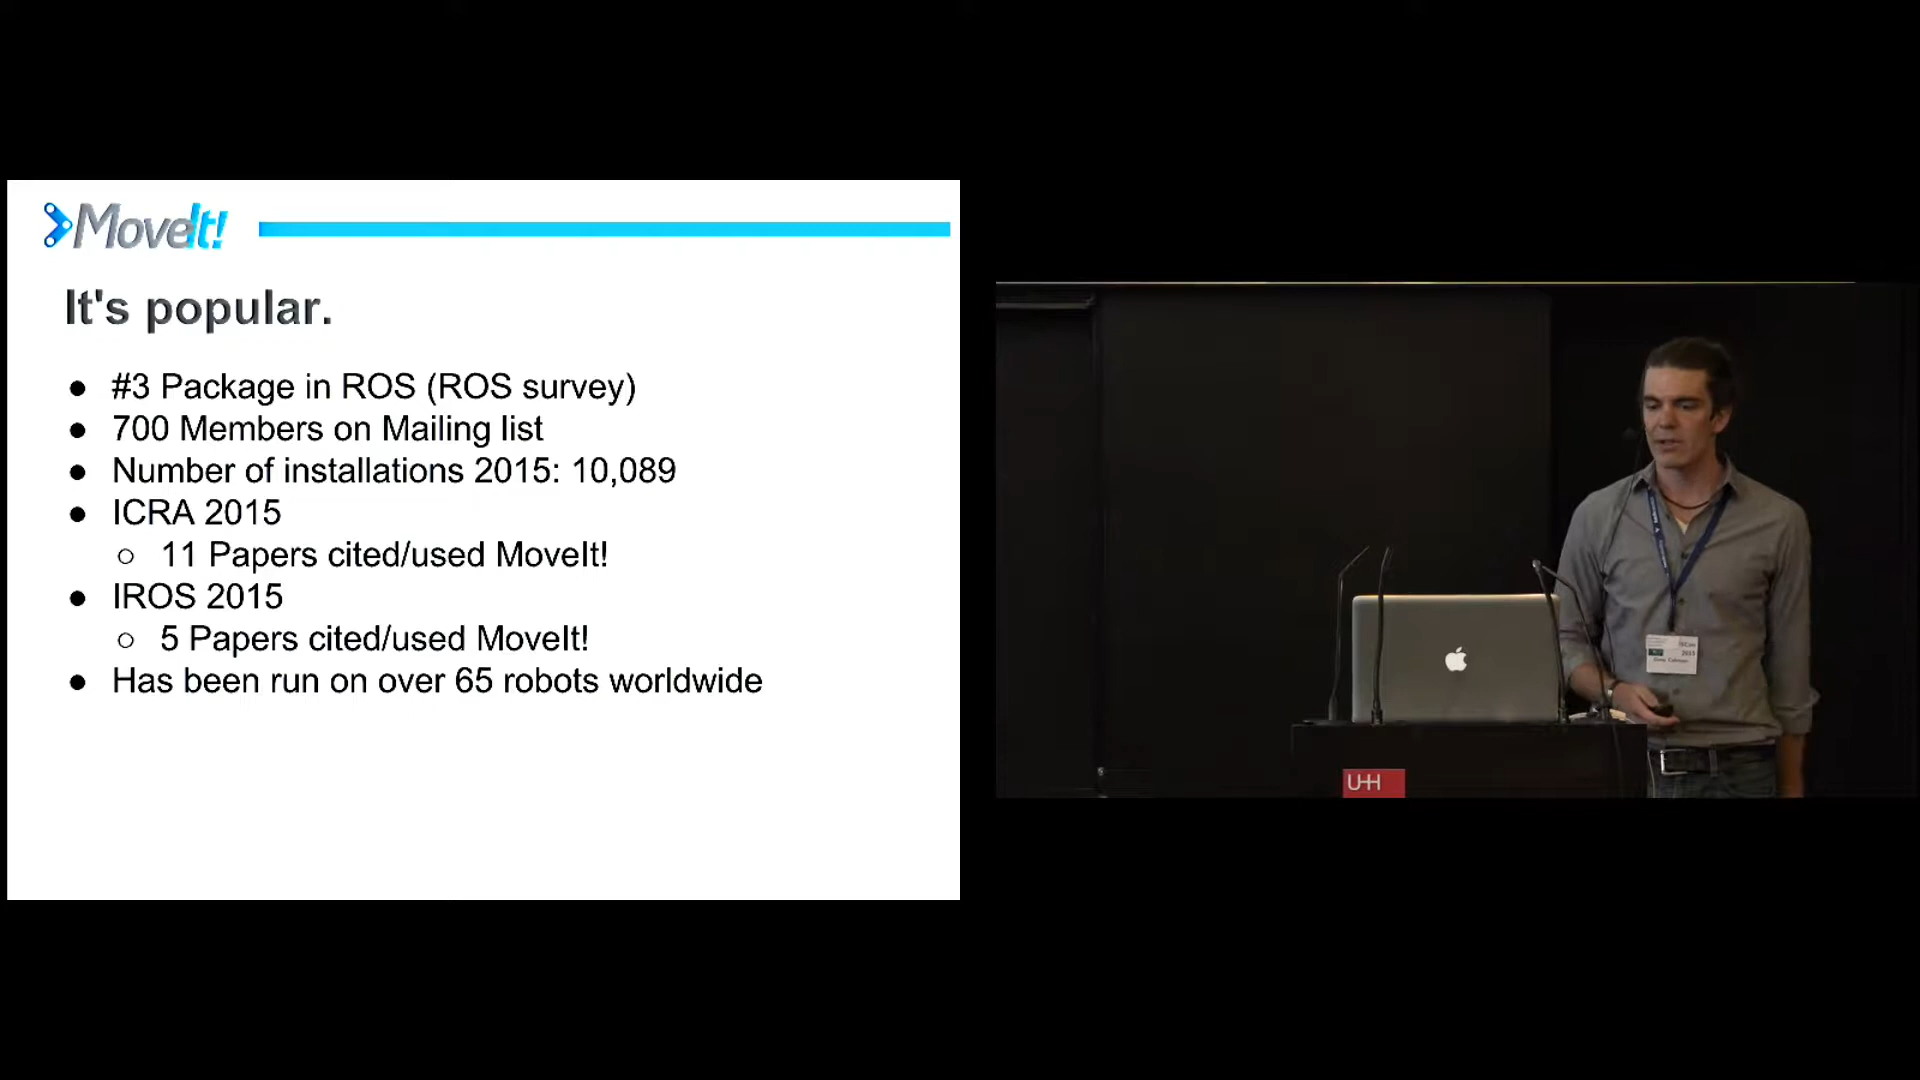 MoveIt!
It's popular.
● #3 Package in ROS (ROS survey)
● 700 Members on Mailing list
● Number of installations 2015: 10,089
● ICRA 2015
○ 11 Papers cited/used MoveIt!
● IROS 2015
○ 5 Papers cited/used MoveIt!
● Has been run on over 65 robots worldwide
2015
UHH